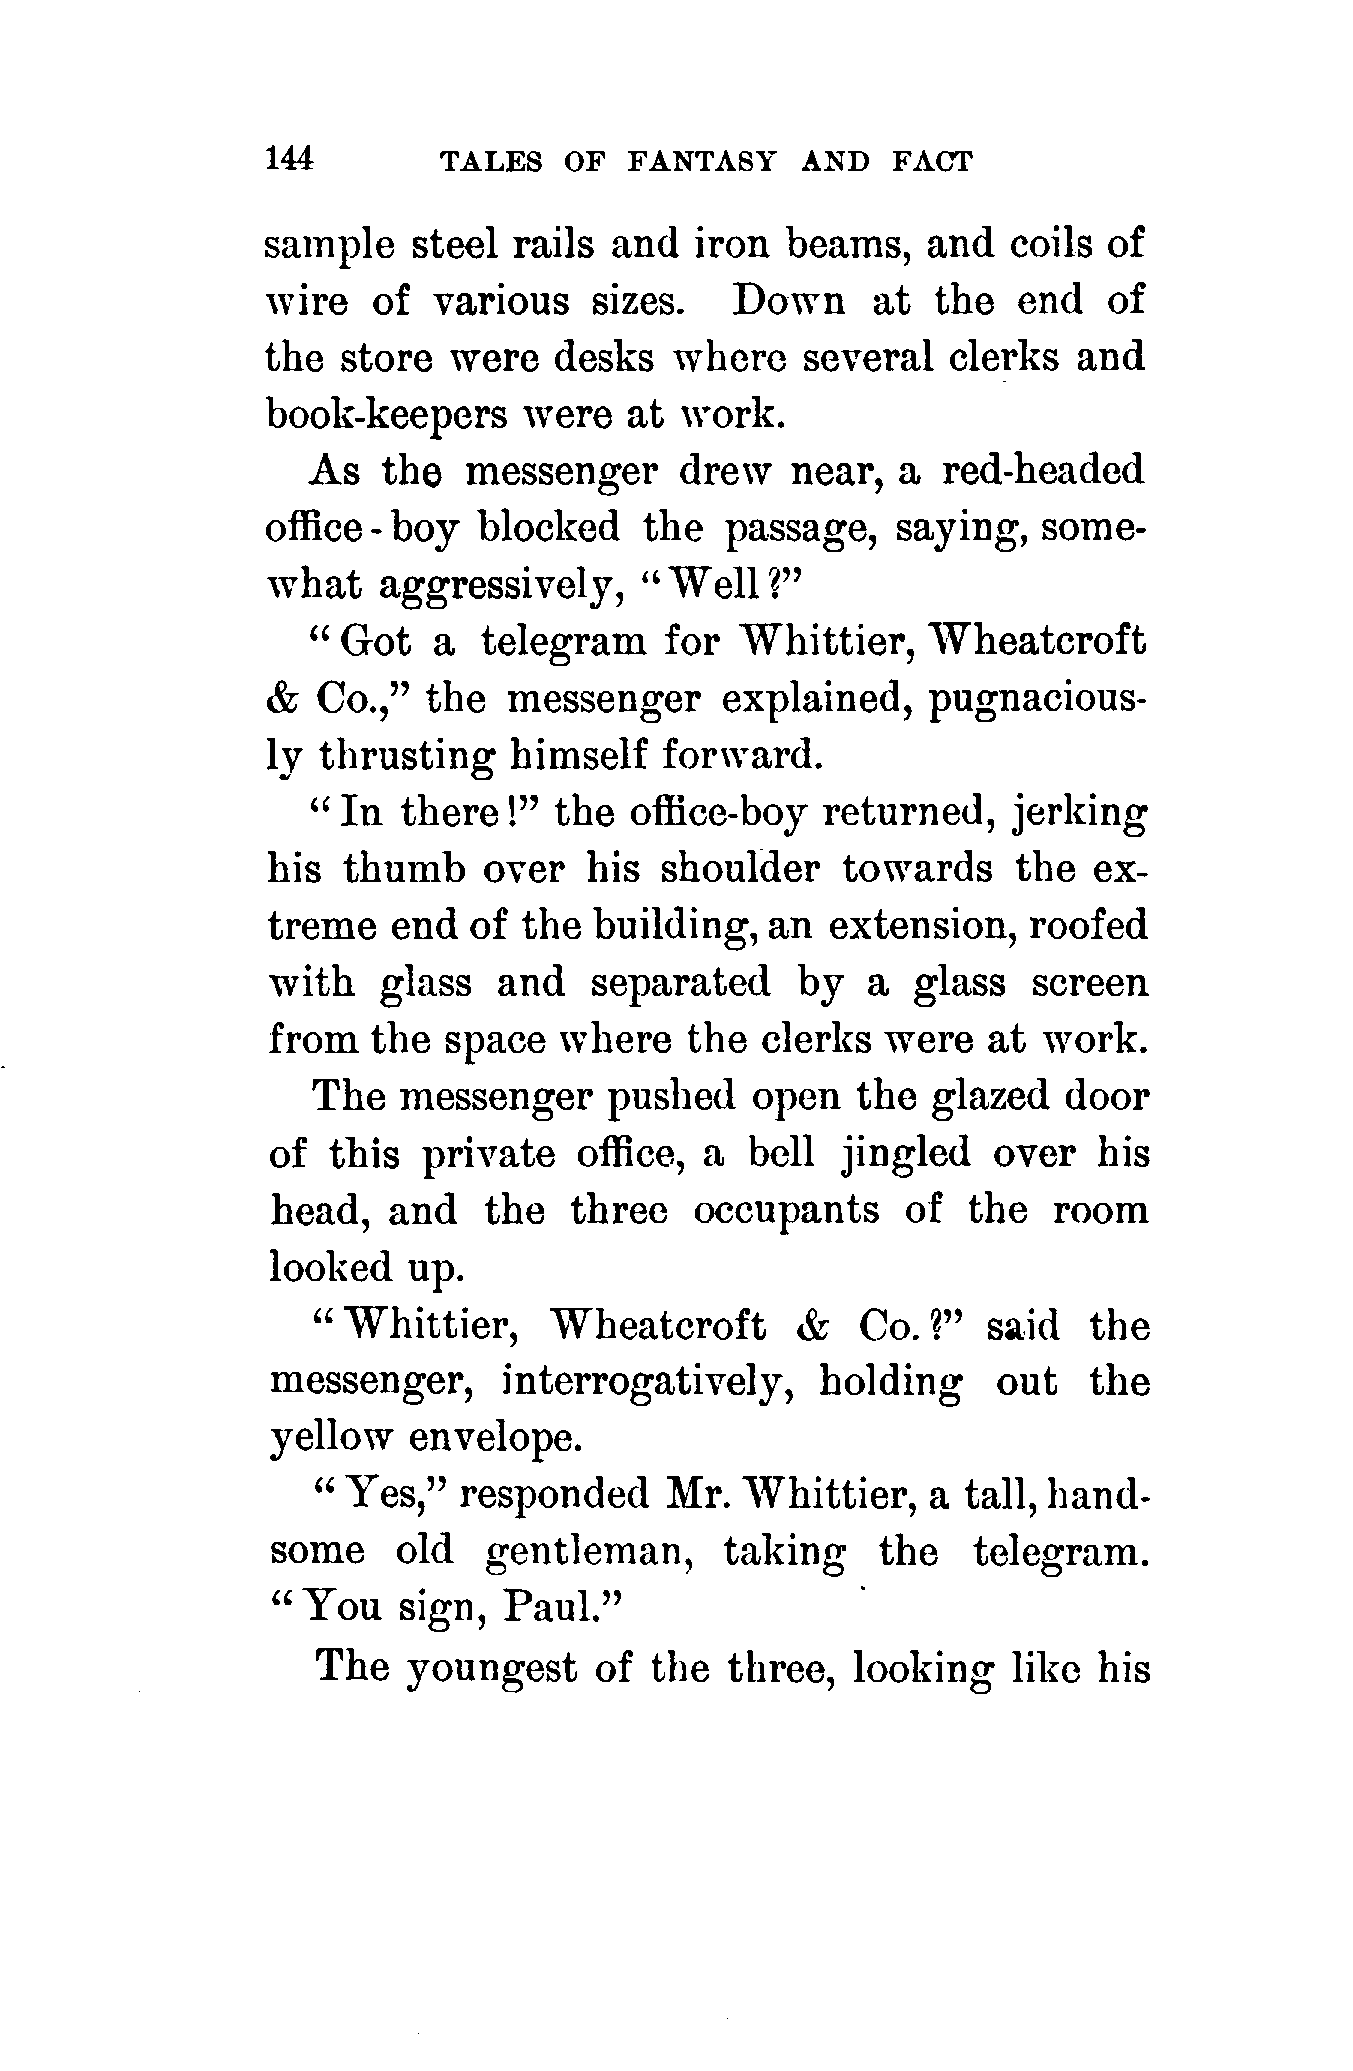 144 TALES OF FANTASY AND FACT
sample steel rails and iron beams, and coils of
wire of various sizes. Down at the end of
the store were desks where several clerks and
book-keepers were at work.
As the messenger drew near, a red-headed
office-boy blocked the passage, saying, some-
what aggressively, “Well?”
“Got a telegram for Whittier, Wheatcroft
& Co.,” the messenger explained, pugnacious-
ly thrusting himself forward.
“In there!” the office-boy returned, jerking
his thumb over his shoulder towards the ex-
treme end of the building, an extension, roofed
with glass and separated by a glass screen
from the space where the clerks were at work.
The messenger pushed open the glazed door
of this private office, a bell jingled over his
head, and the three occupants of the room
looked up.
“Whittier, Wheatcroft & Co.?” said the
messenger, interrogatively, holding out the
yellow envelope.
“Yes,” responded Mr. Whittier, a tall, hand-
some old gentleman, taking the telegram.
“You sign, Paul.”
The youngest of the three, looking like his